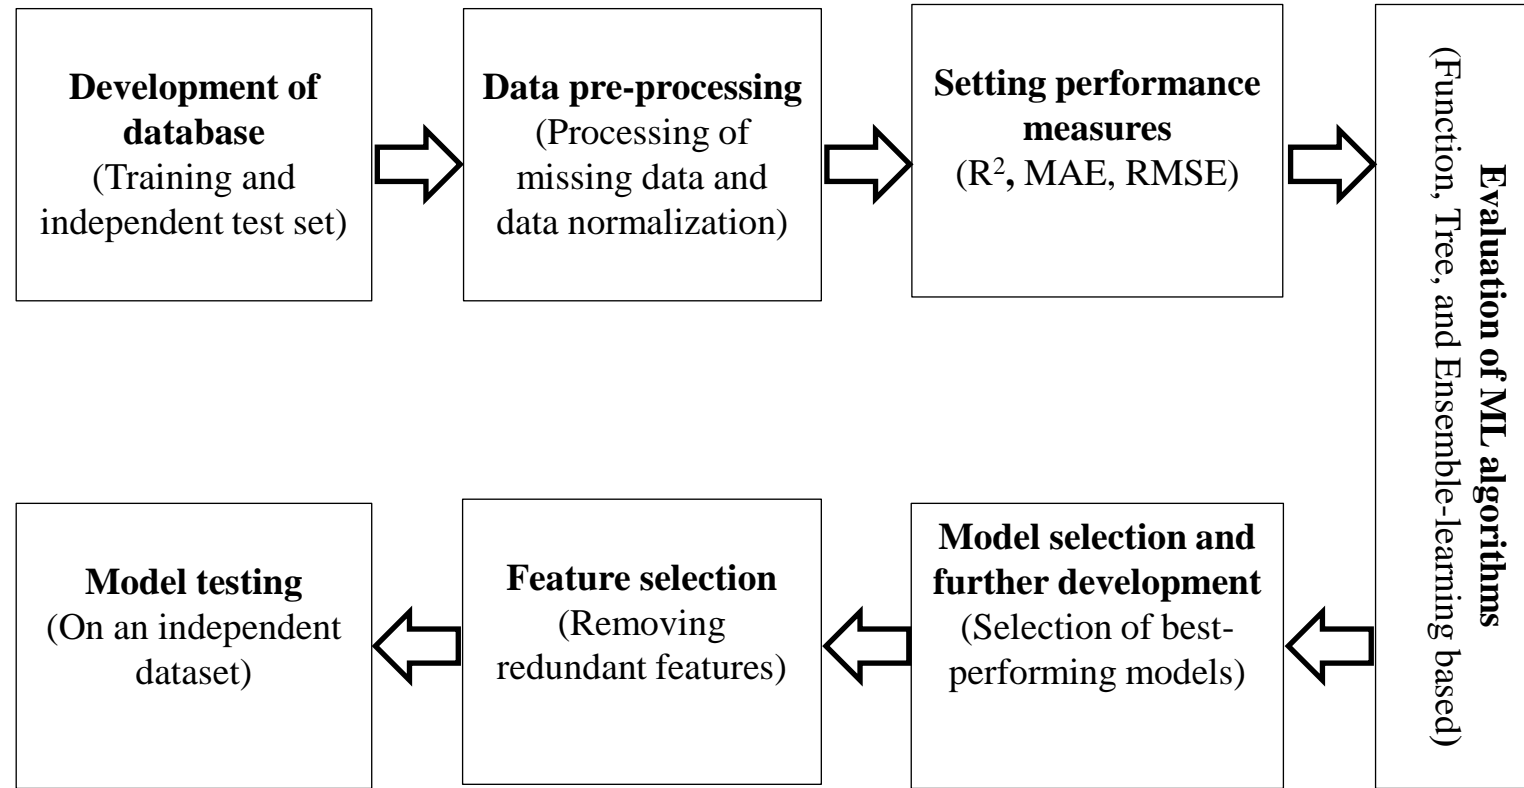 Development of
database
(Training and
independent test set)
Data pre-processing
(Processing of
missing data and
data normalization)
Setting performance
measures
(R², MAE, RMSE)
Evaluation of ML algorithms
(Function, Tree, and Ensemble-learning based)
Model selection and
further development
(Selection of best-
performing models)
Feature selection
(Removing
redundant features)
Model testing
(On an independent
dataset)